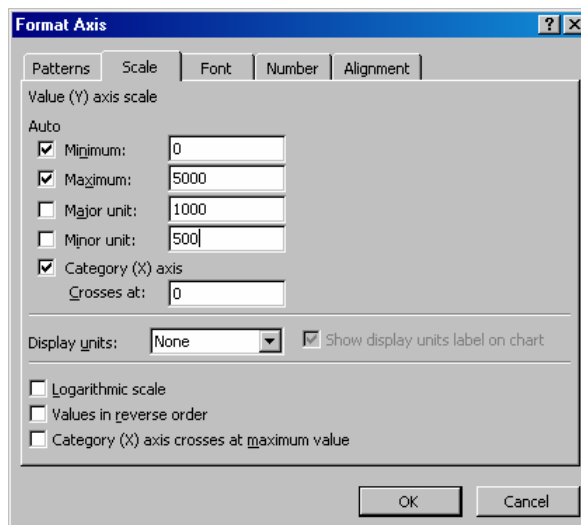 Format Axis
Patterns Scale Font Number Alignment
Value (Y) axis scale
Auto
Minimum: 0
Maximum: 5000
Major unit: 1000
Minor unit: 500
Category (X) axis
Crosses at: 0
Display units: None Show display units label on chart
Logarithmic scale
Values in reverse order
Category (X) axis crosses at maximum value
OK Cancel